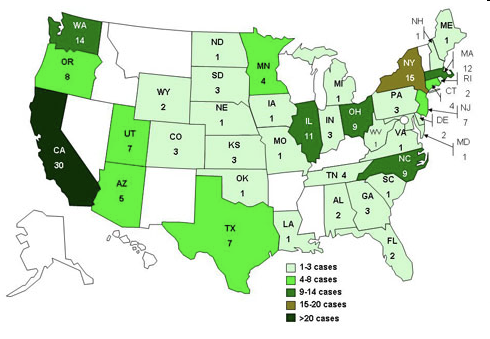 WA
14
OR
8
CA
30
UT
7
AZ
5
WY
2
CO
3
ND
1
SD
3
NE
1
KS
3
OK
1
TX
7
MN
4
IA
1
MO
1
LA
1
IL
11
MI
1
IN
3
OH
9
WV
1
VA
1
TN 4
NC
9
SC
1
AL
2
GA
3
FL
2
PA
3
NY
15
NH
1
ME
1
MA
12
RI
2
CT
4
NJ
7
DE
2
MD
1
1-3 cases
4-8 cases
9-14 cases
15-20 cases
>20 cases